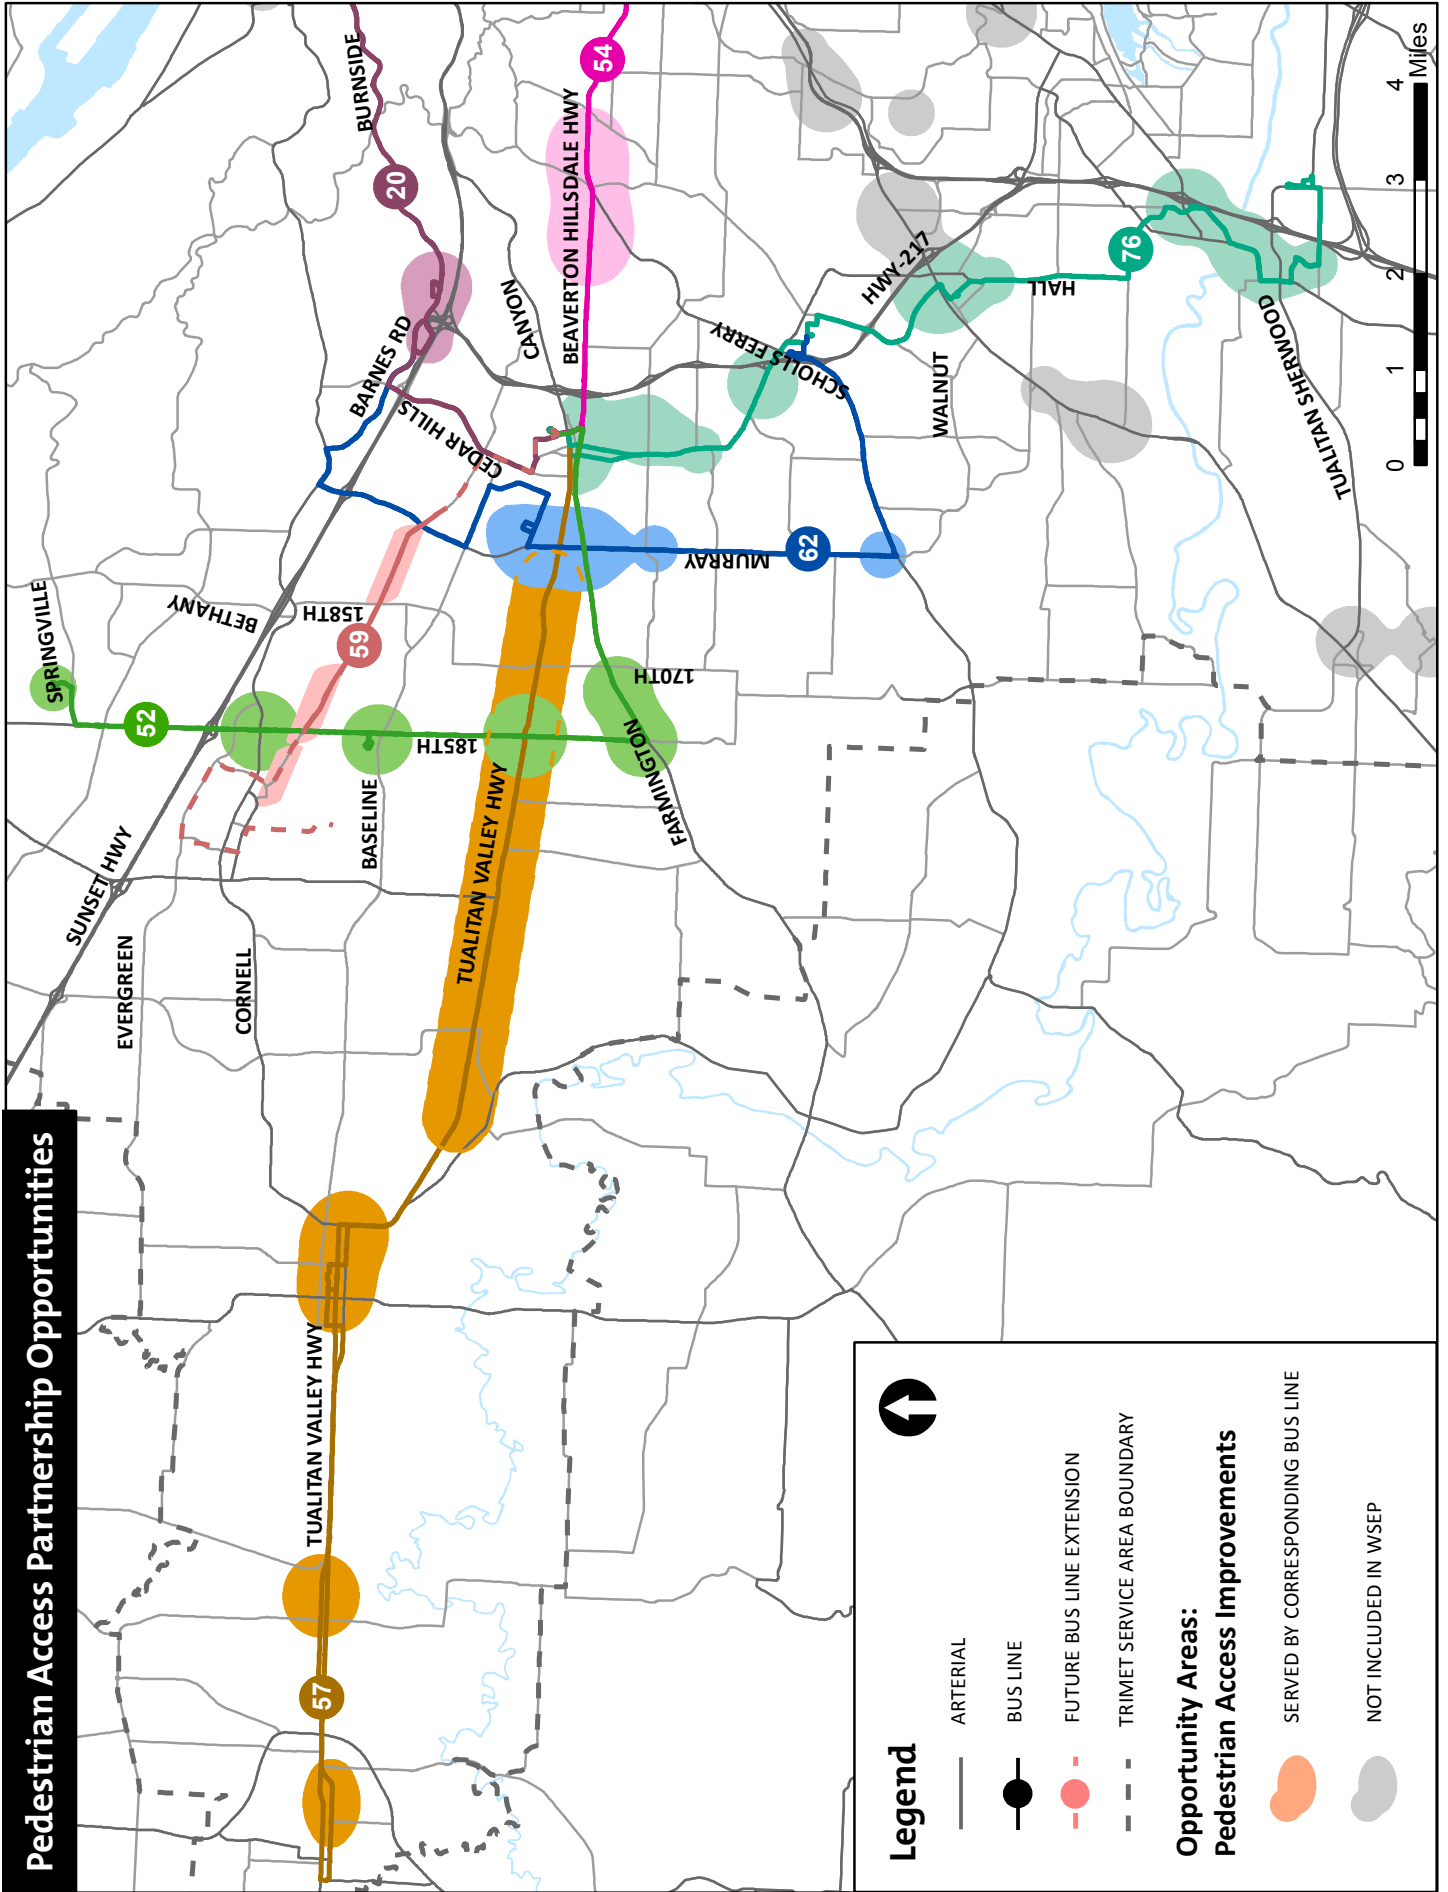 Pedestrian Access Partnership Opportunities
SPRINGVILLE
BURNSIDE
52
20
SUNSET HWY
BETHANY
EVERGREEN
158TH
59
BARNES RD
CEDAR HILLS
CORNELL
185TH
BASELINE
CANYON
BEAVERTON HILLSDALE HWY
54
TUALITAN VALLEY HWY
TUALITAN VALLEY HWY
TUALITAN VALLEY HWY
57
170TH
FARMINGTON
MURRAY
62
SCHOLLS FERRY
HWY-217
WALNUT
HALL
76
TUALITAN SHERWOOD
Legend
ARTERIAL
BUS LINE
FUTURE BUS LINE EXTENSION
TRIMET SERVICE AREA BOUNDARY
Opportunity Areas:
Pedestrian Access Improvements
SERVED BY CORRESPONDING BUS LINE
NOT INCLUDED IN WSEP
0 1 2 3 4
Miles